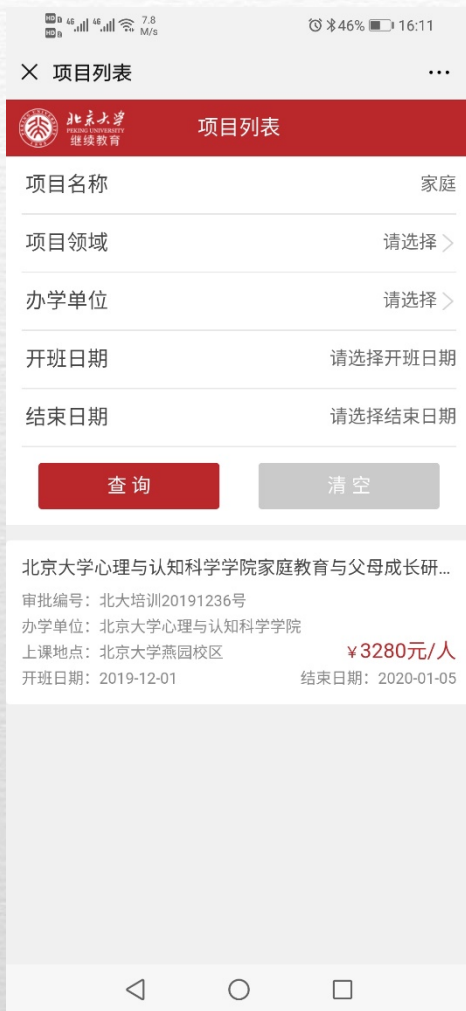 HD 46 46 7.8
HD M/s
46% 16:11
项目列表
北京大学
PEKING UNIVERSITY
继续教育
项目列表
项目名称 家庭
项目领域 请选择
办学单位 请选择
开班日期 请选择开班日期
结束日期 请选择结束日期
查询 清空
北京大学心理与认知科学学院家庭教育与父母成长研...
审批编号：北大培训20191236号
办学单位：北京大学心理与认知科学学院
上课地点：北京大学燕园校区 ¥3280元/人
开班日期：2019-12-01 结束日期：2020-01-05